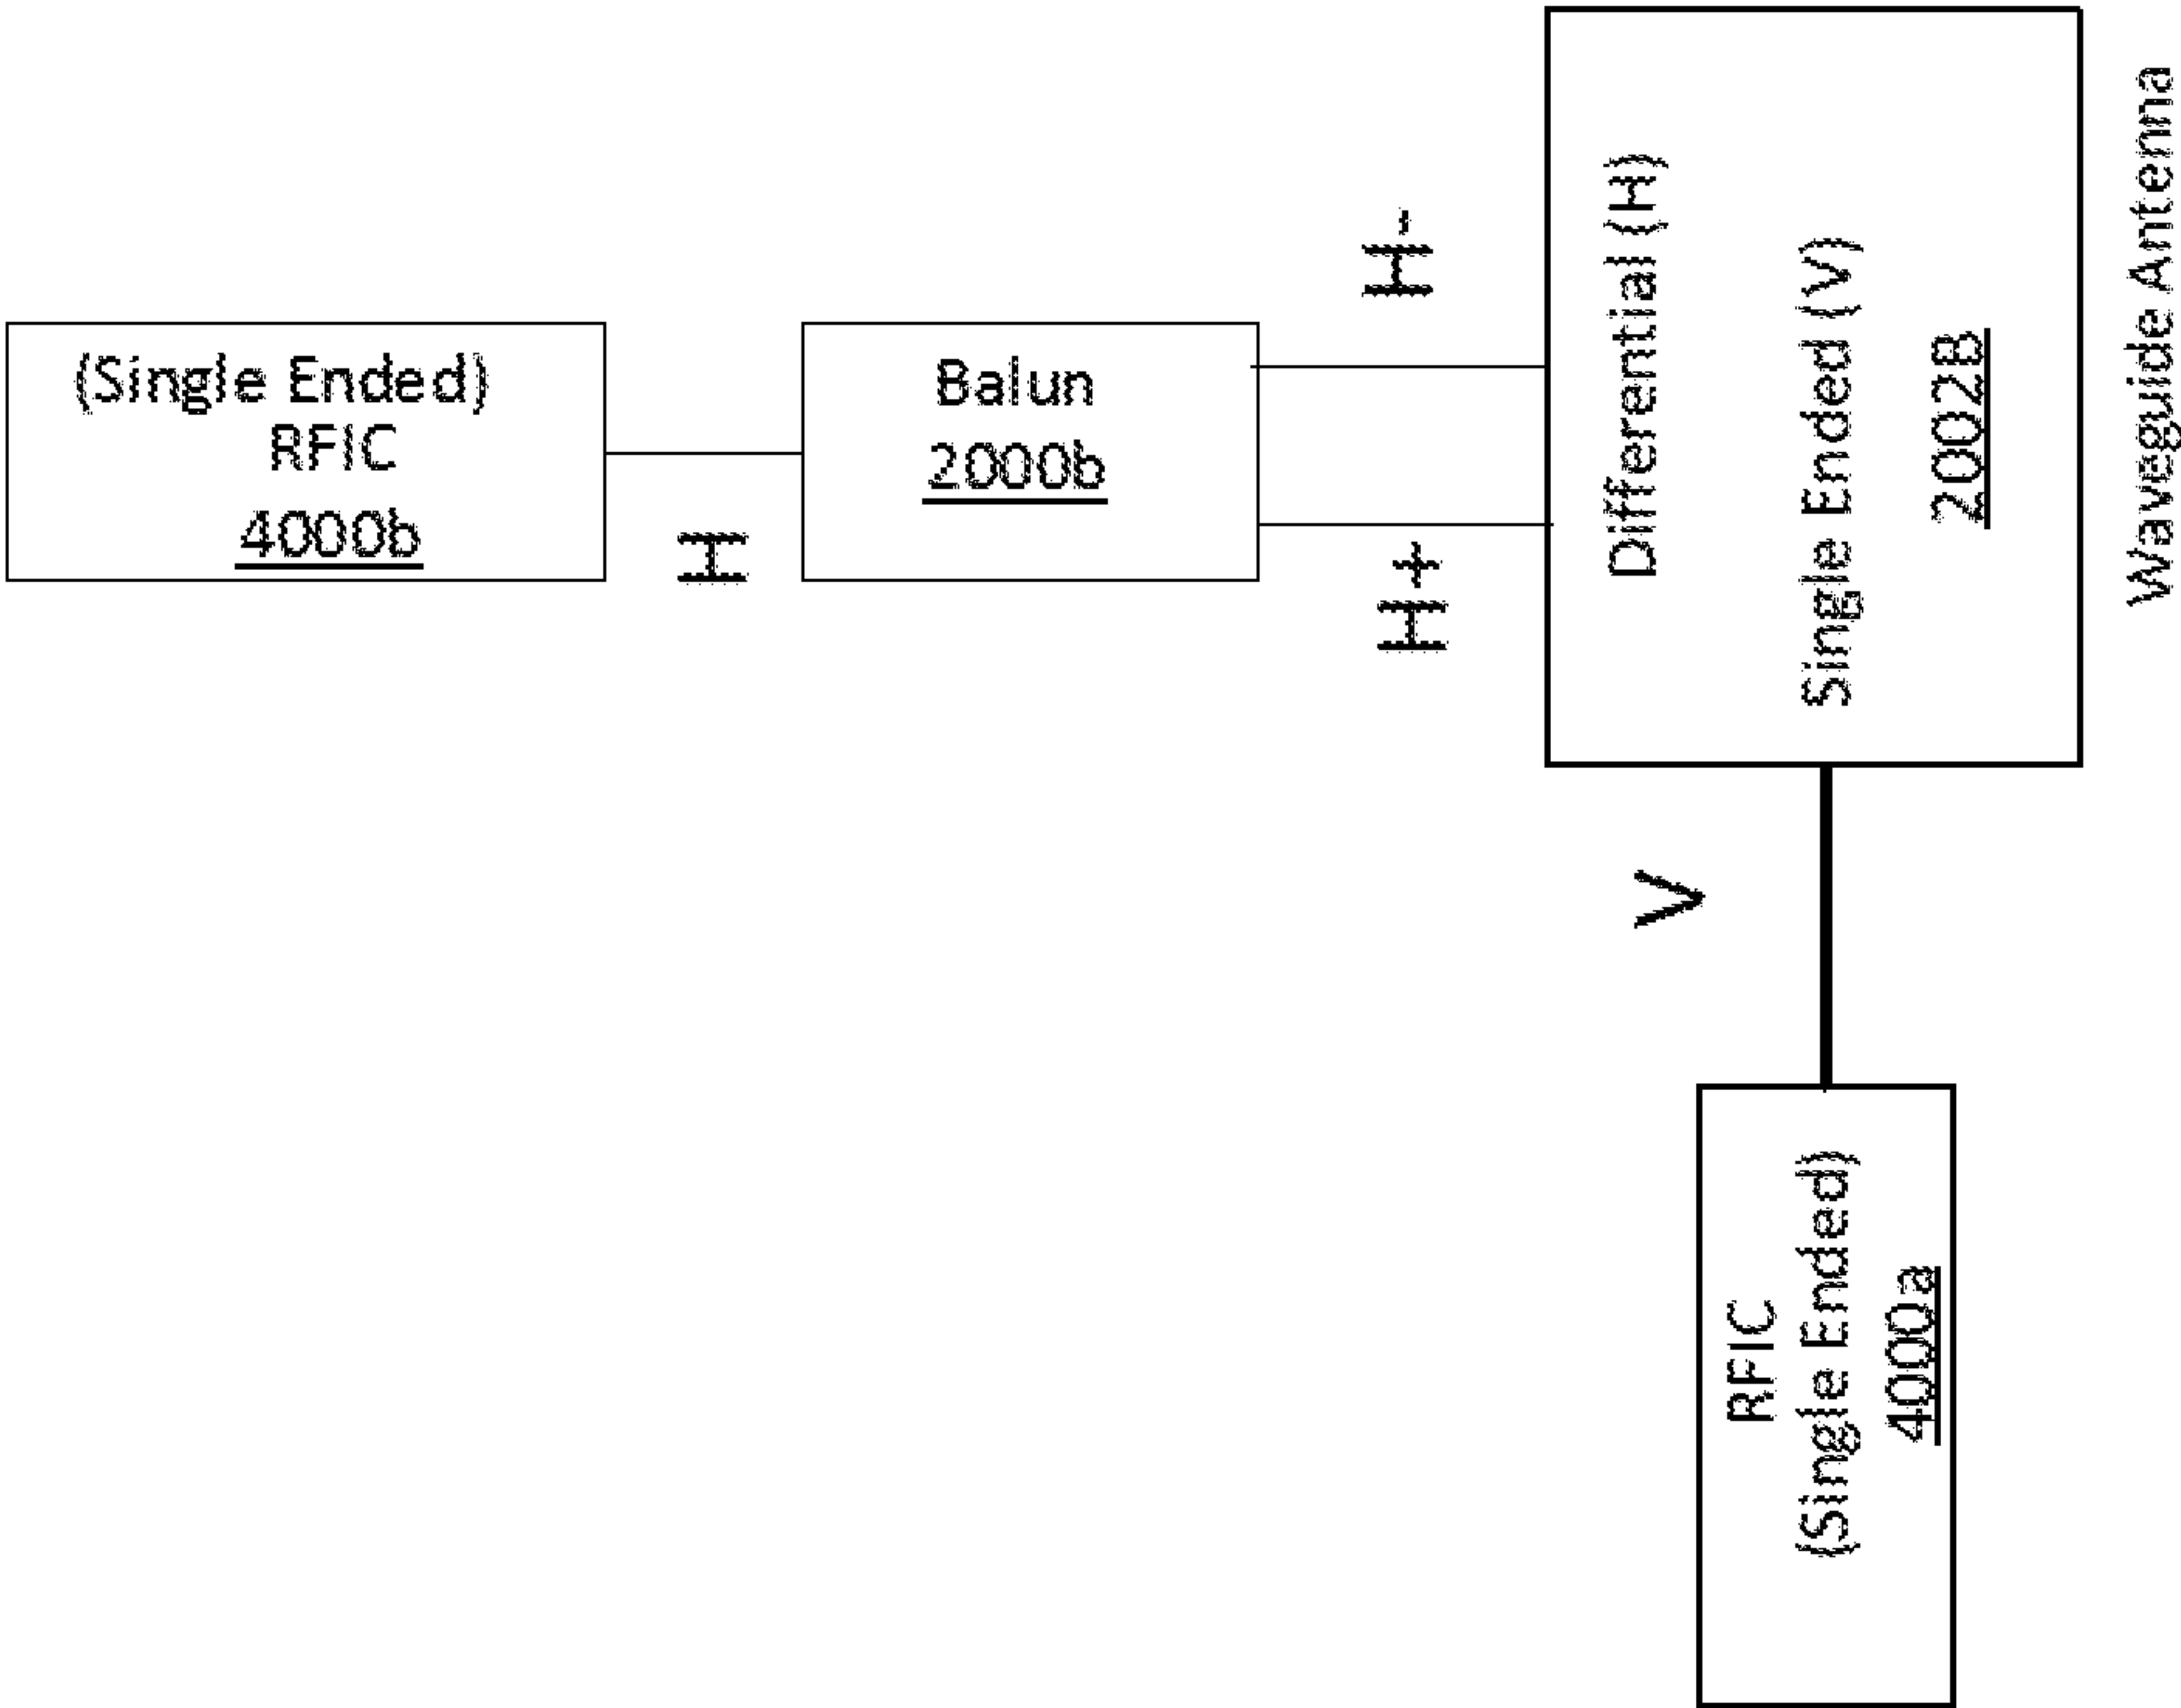 (Single Ended)
RFIC
4000b
H
Balun
2000b
H-
H+
Differential (H)
Single Ended (V)
2002B
Waveguide Antenna
V
RFIC
(Single Ended)
4000a